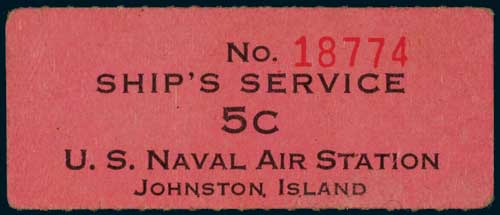 No. 18774
SHIP'S SERVICE
5C
U. S. NAVAL AIR STATION
JOHNSTON ISLAND